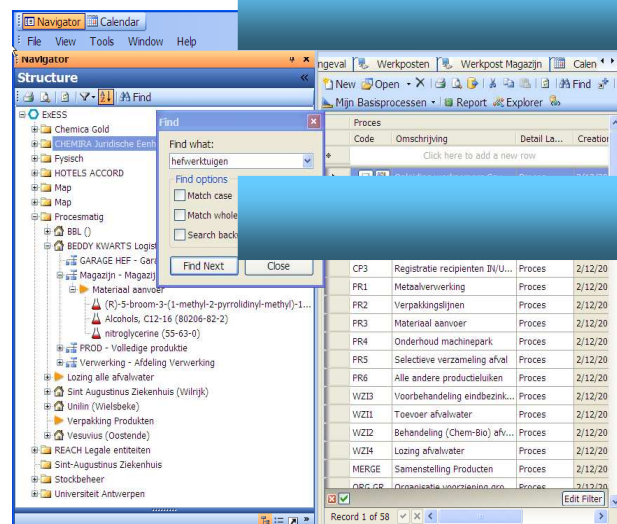 Navigator Calendar
File View Tools Window Help
Navigator
Structure
Find
ExESS
Chemica Gold
CHEMIRA Juridische Eenh
Fysisch
HOTELS ACCORD
Map
Map
Procesmatig
BBL ()
BEDDY KWARTS Logist
GARAGE HEF - Gara
Magazijn - Magazij
Materiaal aanvoer
(R)-5-broom-3-(1-methyl-2-pyrrolidinyl-methyl)-1...
Alcohols, C12-16 (80206-82-2)
nitroglycerine (55-63-0)
PROD - Volledige produktie
Verwerking - Afdeling Verwerking
Lozing alle afvalwater
Sint Augustinus Ziekenhuis (Wilrijk)
Unilin (Wielsbeke)
Verpakking Produkten
Vesuvius (Oostende)
REACH Legale entiteiten
Sint-Augustinus Ziekenhuis
Stockbeheer
Universiteit Antwerpen
Find
Find what:
hefwerktuigen
Find options
Match case
Match whole
Search back
Find Next Close
ngeval Werkposten Werkpost Magazijn Calen
New Open Find
Mijn Basisprocessen Report Explorer
Proces
Code Omschrijving Detail La... Creation
Click here to add a new row
CP3 Registratie recipienten IN/U... Proces 2/12/20
PR1 Metaalverwerking Proces 2/12/20
PR2 Verpakkingslijnen Proces 2/12/20
PR3 Materiaal aanvoer Proces 2/12/20
PR4 Onderhoud machinepark Proces 2/12/20
PR5 Selectieve verzameling afval Proces 2/12/20
PR6 Alle andere productieluiken Proces 2/12/20
WZI3 Voorbehandeling eindbezink... Proces 2/12/20
WZI1 Toevoer afvalwater Proces 2/12/20
WZI2 Behandeling (Chem-Bio) afv... Proces 2/12/20
WZI4 Lozing afvalwater Proces 2/12/20
MERGE Samenstelling Producten Proces 2/12/20
ORG.GR Organisatie voorziening gro... Proces 2/12/20
Edit Filter
Record 1 of 58